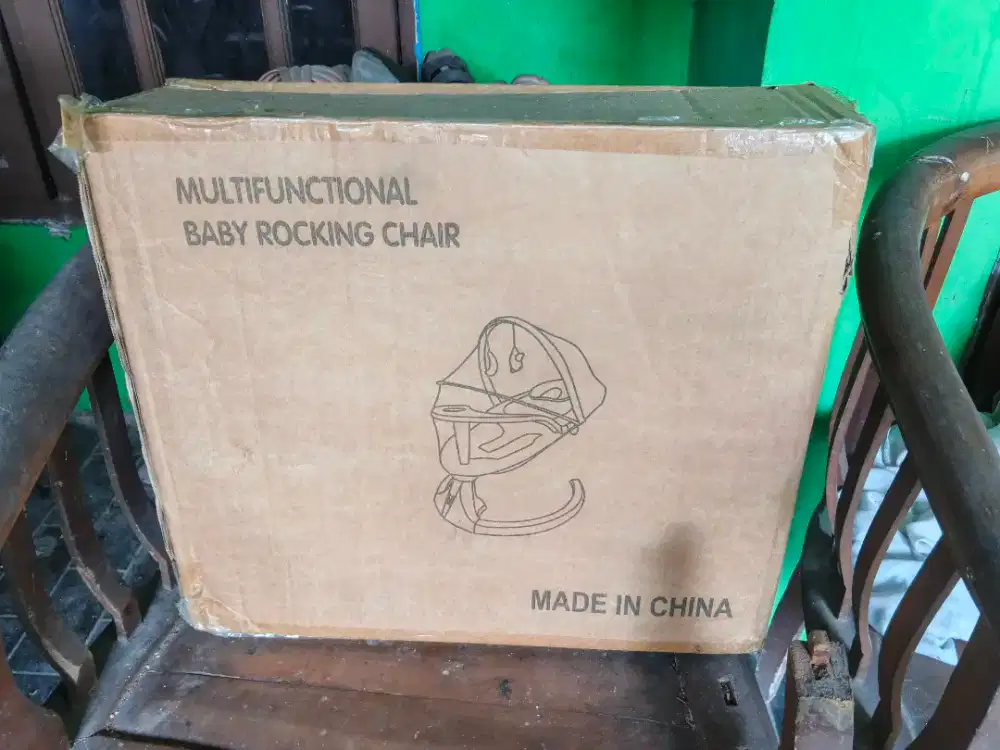 MULTIFUNCTIONAL
BABY ROCKING CHAIR
MADE IN CHINA